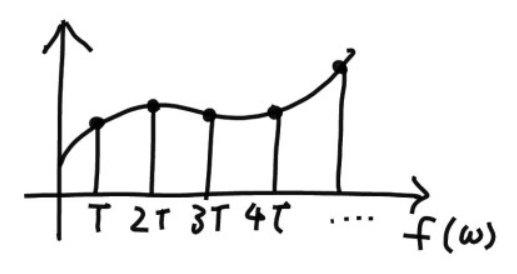 T 2T 3T 4T ....
f(ω)